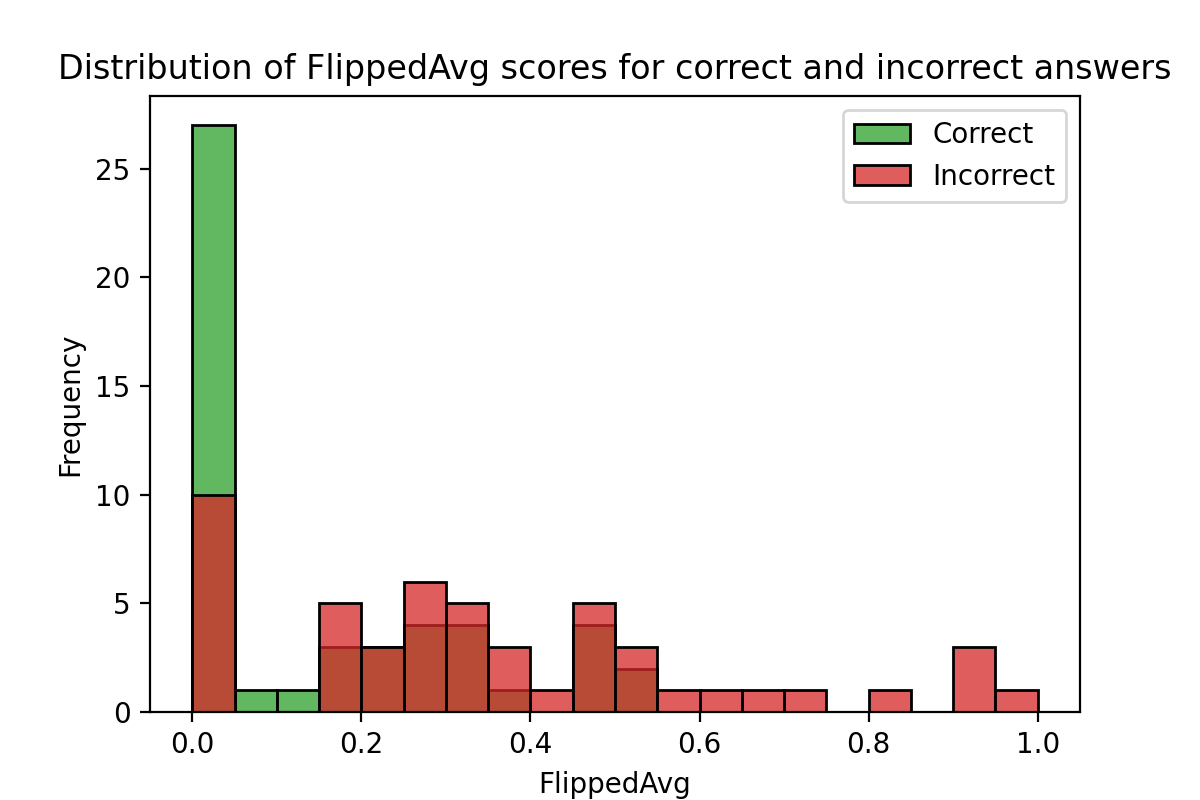 Distribution of FlippedAvg scores for correct and incorrect answers
Correct
Incorrect
25
20
15
10
5
0
Frequency
0.0 0.2 0.4 0.6 0.8 1.0
FlippedAvg